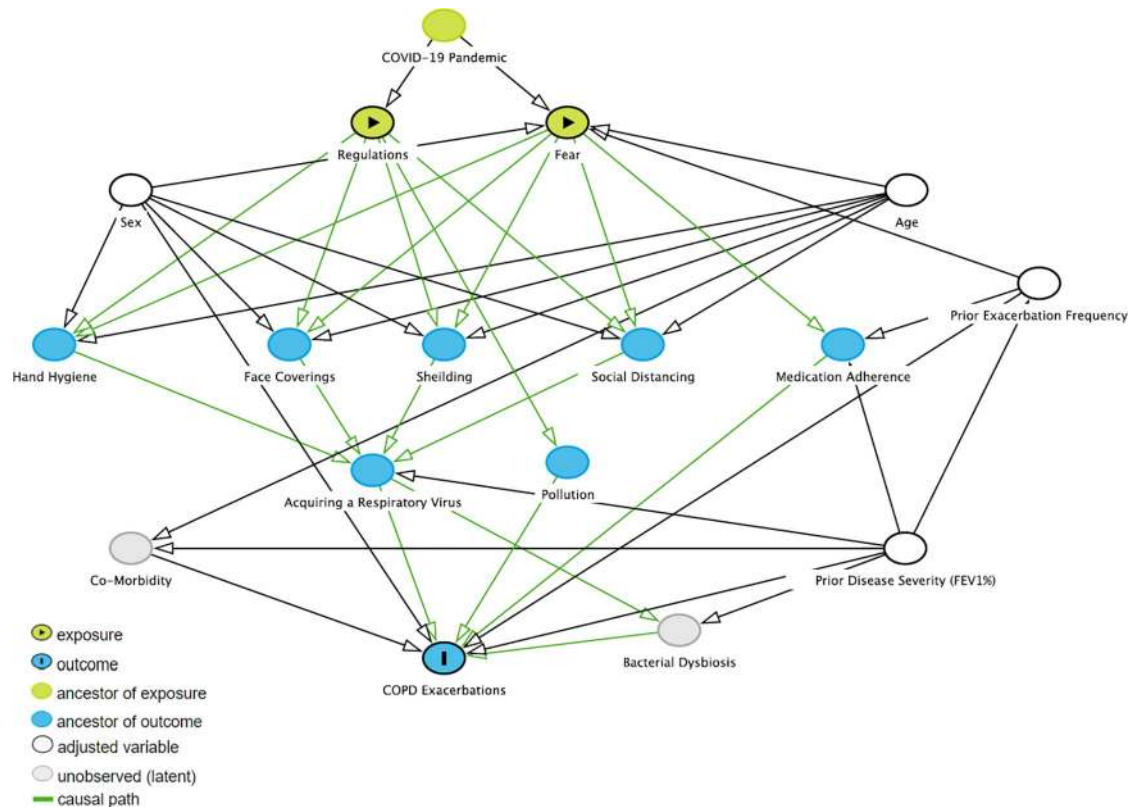 COVID-19 Pandemic
Regulations
Fear
Sex
Age
Prior Exacerbation Frequency
Hand Hygiene
Face Coverings
Sheilding
Social Distancing
Medication Adherence
Acquiring a Respiratory Virus
Pollution
Co-Morbidity
Prior Disease Severity (FEV1%)
Bacterial Dysbiosis
COPD Exacerbations
exposure
outcome
ancestor of exposure
ancestor of outcome
adjusted variable
unobserved (latent)
causal path